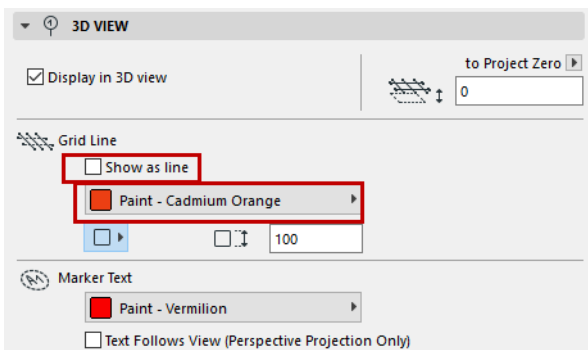 3D VIEW
to Project Zero
Display in 3D view
0
Grid Line
Show as line
Paint - Cadmium Orange
100
Marker Text
Paint - Vermilion
Text Follows View (Perspective Projection Only)